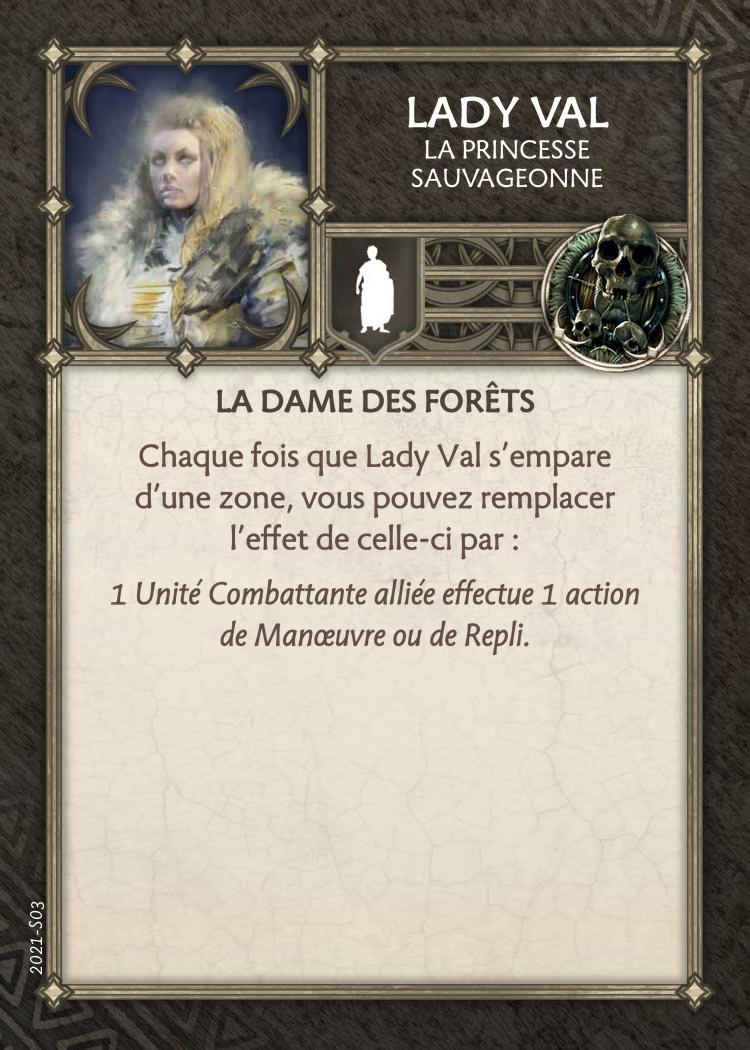 LADY VAL
LA PRINCESSE
SAUVAGEONNE
LA DAME DES FORÊTS
Chaque fois que Lady Val s’empare
d’une zone, vous pouvez remplacer
l’effet de celle-ci par :
1 Unité Combattante alliée effectue 1 action
de Manœuvre ou de Repli.
2021-S03